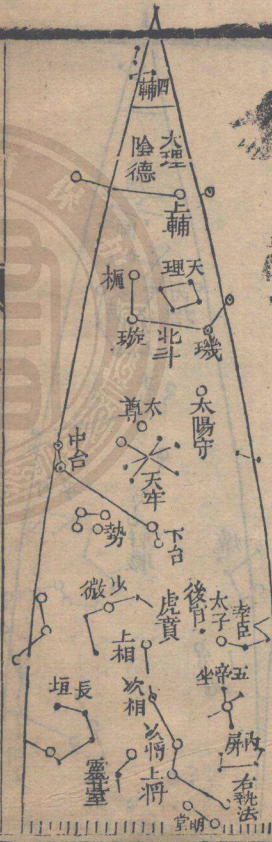 四輔
大理
陰德
上輔
天理
樞
北斗
璇
璣
太陽守
太尊
中台
天牢
下台
勢
虎賁
少微
太子
後宫
幸臣
上相
五帝坐
長垣
次相
次將
上將
内屏
右執法
靈臺
明堂